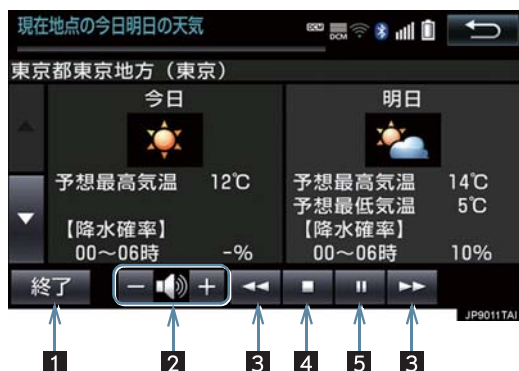 現在地点の今日明日の天気 DCM DCM
東京都東京地方（東京）
今日 明日
予想最高気温 12℃ 予想最高気温 14℃
予想最低気温 5℃
【降水確率】 【降水確率】
00～06時 -% 00～06時 10%
終了 － ＋
JP9011TAI
1 2 3 4 5 3